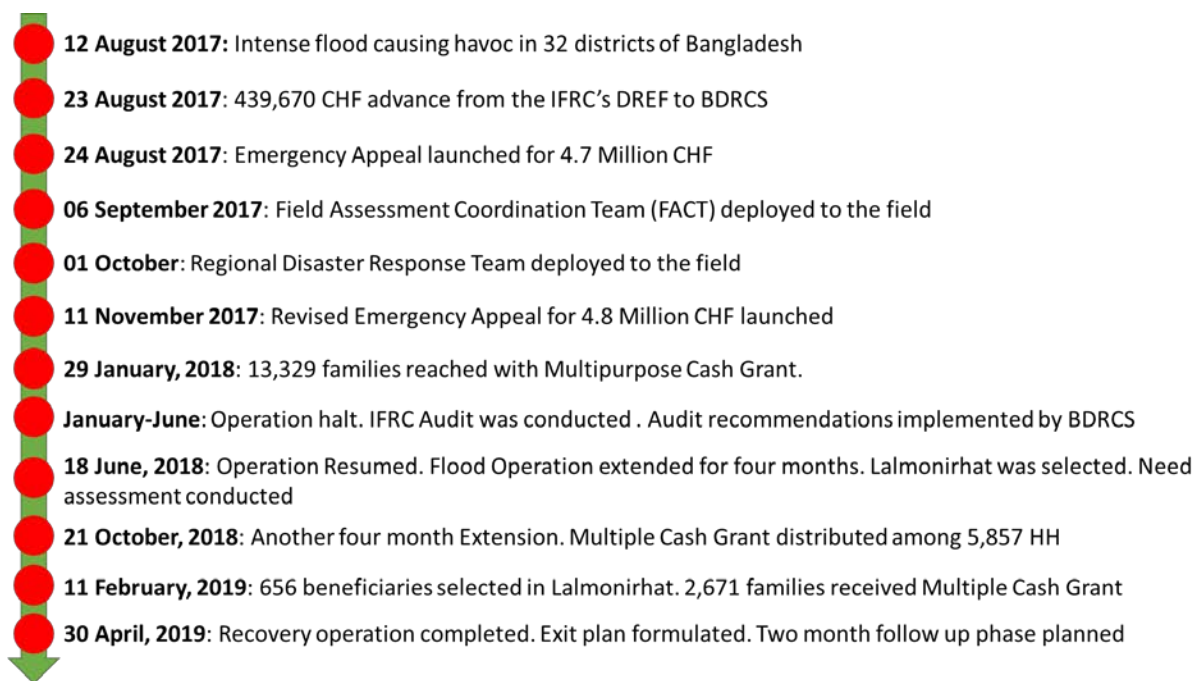 12 August 2017: Intense flood causing havoc in 32 districts of Bangladesh
23 August 2017: 439,670 CHF advance from the IFRC’s DREF to BDRCS
24 August 2017: Emergency Appeal launched for 4.7 Million CHF
06 September 2017: Field Assessment Coordination Team (FACT) deployed to the field
01 October: Regional Disaster Response Team deployed to the field
11 November 2017: Revised Emergency Appeal for 4.8 Million CHF launched
29 January, 2018: 13,329 families reached with Multipurpose Cash Grant.
January-June: Operation halt. IFRC Audit was conducted . Audit recommendations implemented by BDRCS
18 June, 2018: Operation Resumed. Flood Operation extended for four months. Lalmonirhat was selected. Need
assessment conducted
21 October, 2018: Another four month Extension. Multiple Cash Grant distributed among 5,857 HH
11 February, 2019: 656 beneficiaries selected in Lalmonirhat. 2,671 families received Multiple Cash Grant
30 April, 2019: Recovery operation completed. Exit plan formulated. Two month follow up phase planned